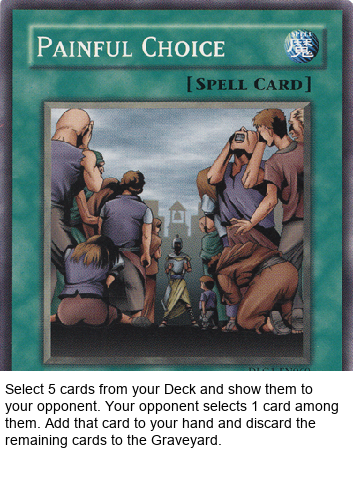 PAINFUL CHOICE
魔
[SPELL CARD]
Select 5 cards from your Deck and show them to
your opponent. Your opponent selects 1 card among
them. Add that card to your hand and discard the
remaining cards to the Graveyard.